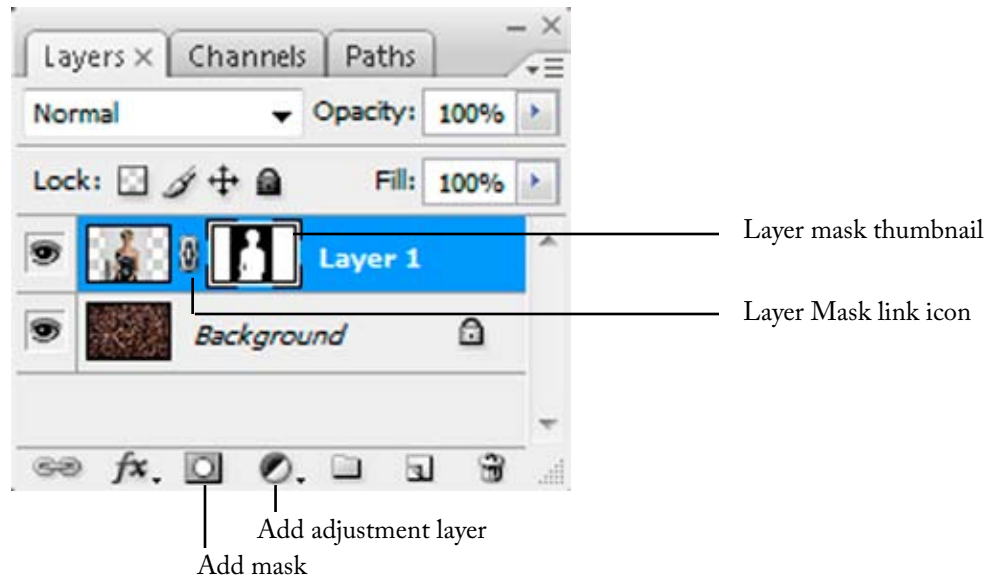 Layers × Channels Paths
Normal Opacity: 100%
Lock: Fill: 100%
Layer 1
Layer mask thumbnail
Layer Mask link icon
Background
fx.
Add adjustment layer
Add mask